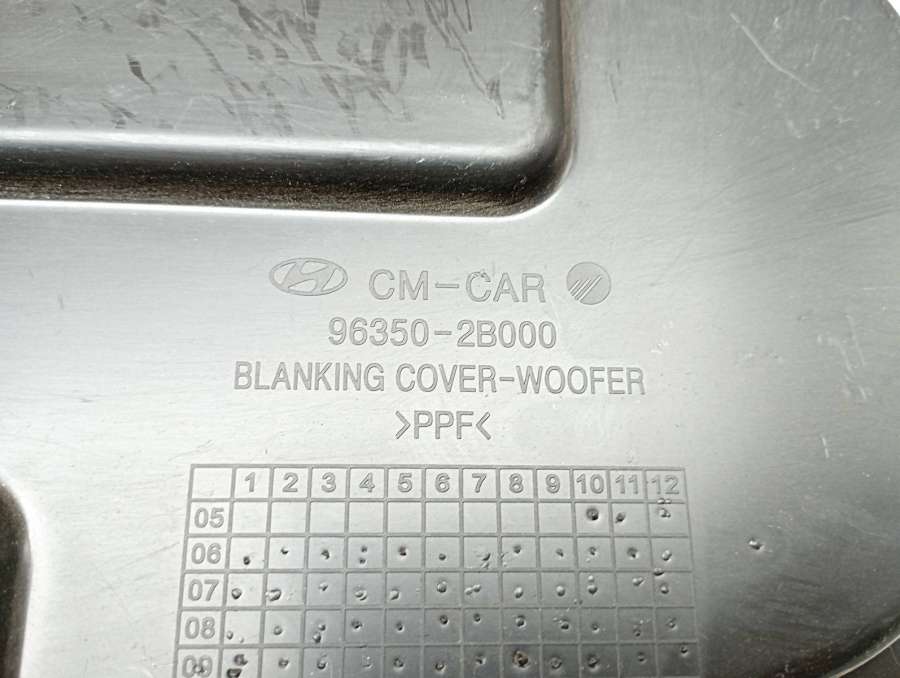 CM-CAR
96350-2B000
BLANKING COVER-WOOFER
>PPF<
1 2 3 4 5 6 7 8 9 10 11 12
05
06
07
08
09